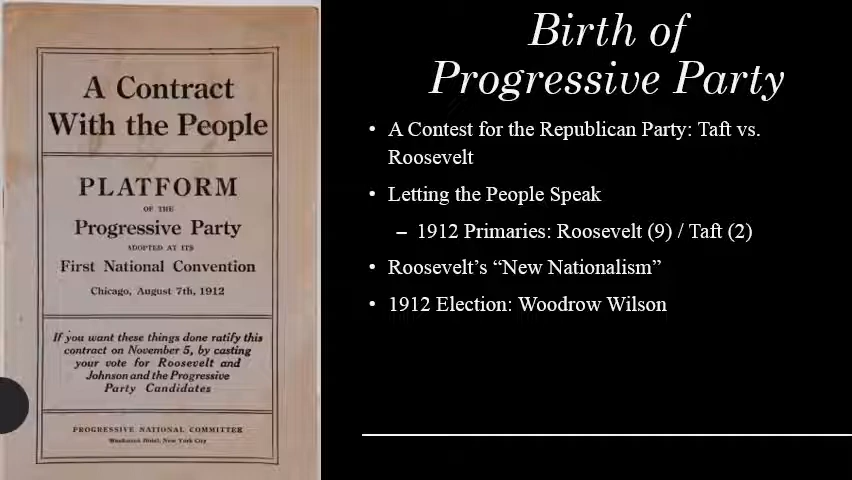 A Contract
With the People
PLATFORM
OF THE
Progressive Party
ADOPTED AT ITS
First National Convention
Chicago, August 7th, 1912
If you want these things done ratify this
contract on November 5, by casting
your vote for Roosevelt and
Johnson and the Progressive
Party Candidates
PROGRESSIVE NATIONAL COMMITTEE
Manhattan Hotel, New York City
Birth of
Progressive Party
• A Contest for the Republican Party: Taft vs.
Roosevelt
• Letting the People Speak
– 1912 Primaries: Roosevelt (9) / Taft (2)
• Roosevelt’s “New Nationalism”
• 1912 Election: Woodrow Wilson